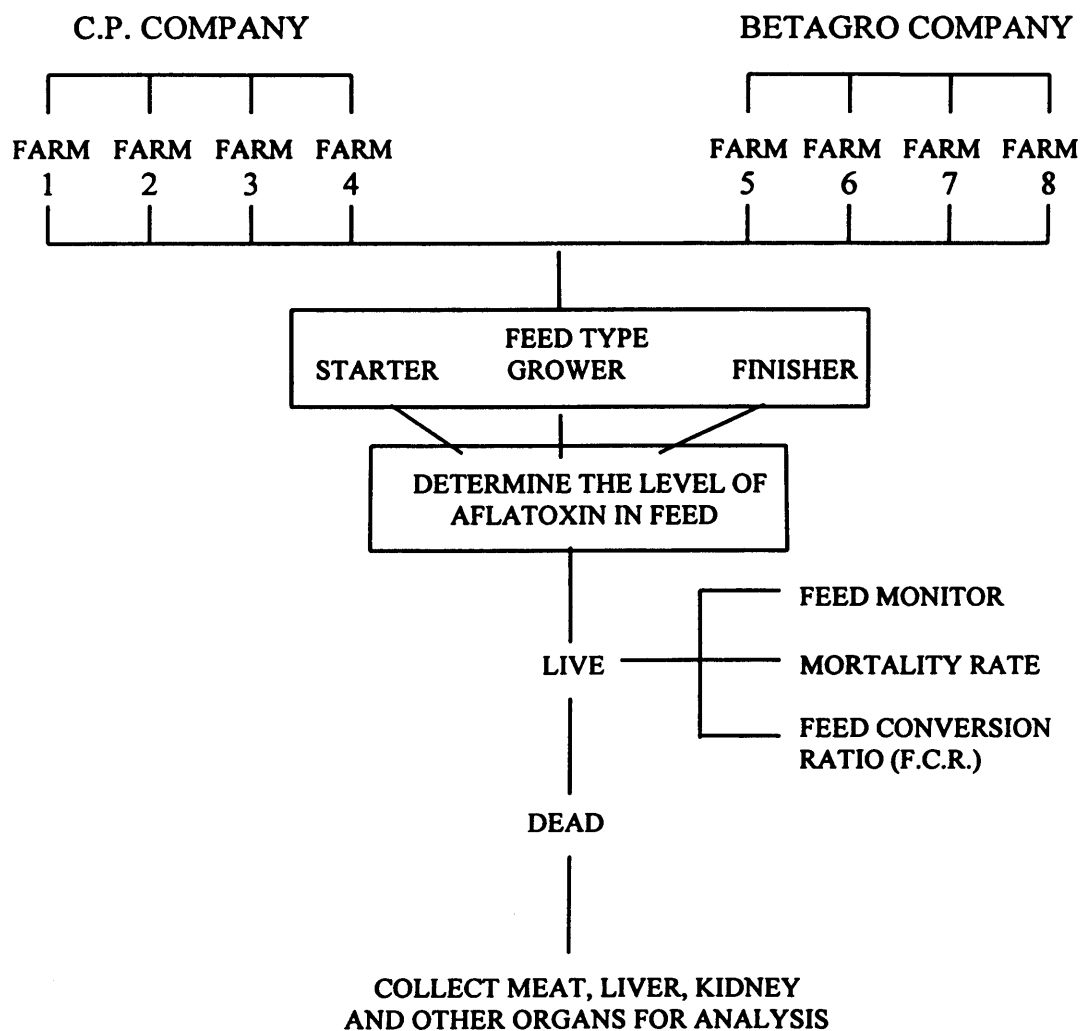 C.P. COMPANY BETAGRO COMPANY
FARM FARM FARM FARM FARM FARM FARM FARM
1 2 3 4 5 6 7 8
FEED TYPE
STARTER GROWER FINISHER
DETERMINE THE LEVEL OF
AFLATOXIN IN FEED
FEED MONITOR
LIVE MORTALITY RATE
FEED CONVERSION
RATIO (F.C.R.)
DEAD
COLLECT MEAT, LIVER, KIDNEY
AND OTHER ORGANS FOR ANALYSIS